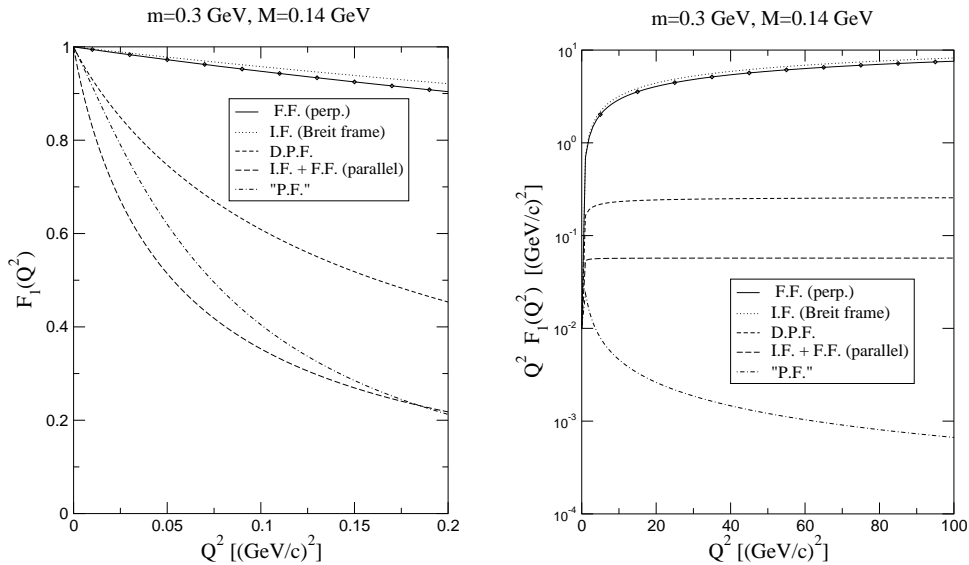 m=0.3 GeV, M=0.14 GeV
1
0.8
0.6
0.4
0.2
0
F₁(Q²)
F.F. (perp.)
I.F. (Breit frame)
D.P.F.
I.F. + F.F. (parallel)
"P.F."
0 0.05 0.1 0.15 0.2
Q² [(GeV/c)²]
m=0.3 GeV, M=0.14 GeV
10¹
10⁰
10⁻¹
10⁻²
10⁻³
10⁻⁴
Q² F₁(Q²) [(GeV/c)²]
F.F. (perp.)
I.F. (Breit frame)
D.P.F.
I.F. + F.F. (parallel)
"P.F."
0 20 40 60 80 100
Q² [(GeV/c)²]